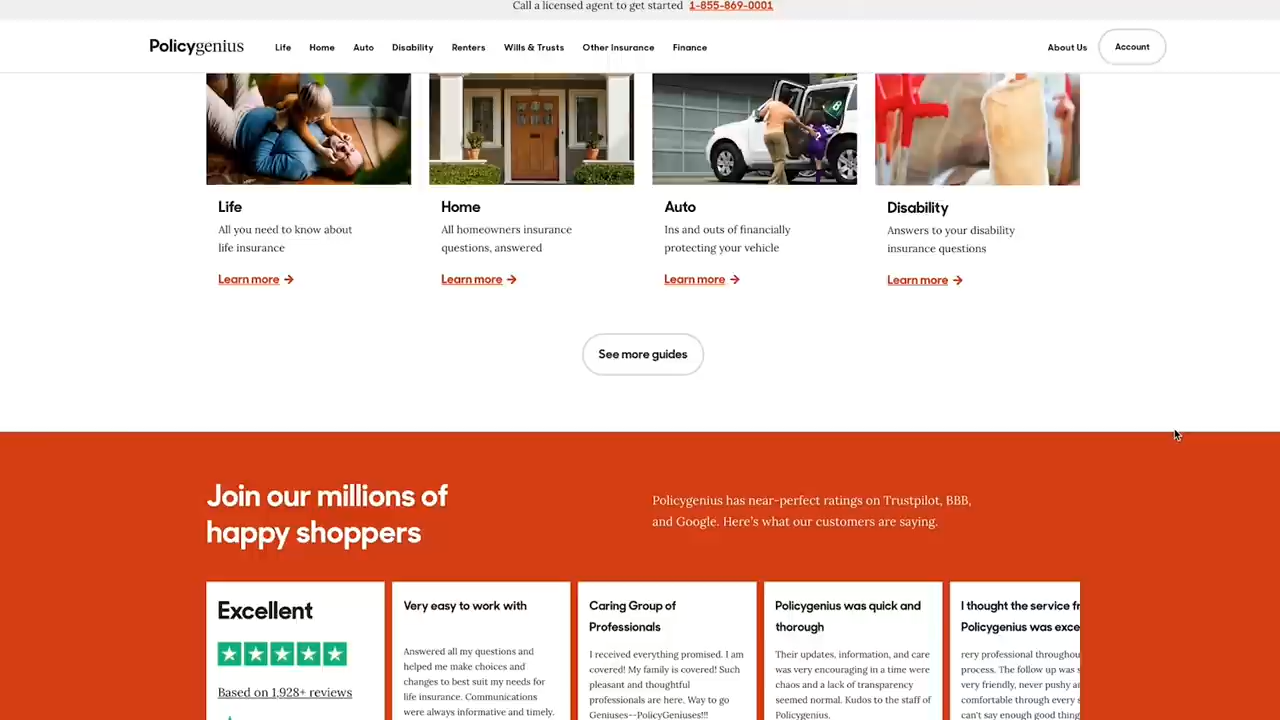 Call a licensed agent to get started 1-855-869-0001
Policygenius Life Home Auto Disability Renters Wills & Trusts Other Insurance Finance About Us Account
8
Life
All you need to know about
life insurance
Learn more →
Home
All homeowners insurance
questions, answered
Learn more →
Auto
Ins and outs of financially
protecting your vehicle
Learn more →
Disability
Answers to your disability
insurance questions
Learn more →
See more guides
Join our millions of
happy shoppers
Policygenius has near-perfect ratings on Trustpilot, BBB,
and Google. Here's what our customers are saying.
Excellent
Based on 1,928+ reviews
Very easy to work with
Answered all my questions and
helped me make choices and
changes to best suit my needs for
life insurance. Communications
were always informative and timely.
Caring Group of
Professionals
I received everything promised. I am
covered! My family is covered! Such
pleasant and thoughtful
professionals are here. Way to go
Geniuses--PolicyGeniuses!!!
Policygenius was quick and
thorough
Their updates, information, and care
was very encouraging in a time were
chaos and a lack of transparency
seemed normal. Kudos to the staff of
Policygenius.
I thought the service
Policygenius was
rery professional
process. The follow up was
very friendly, never pushy
comfortable through every
can't say enough good